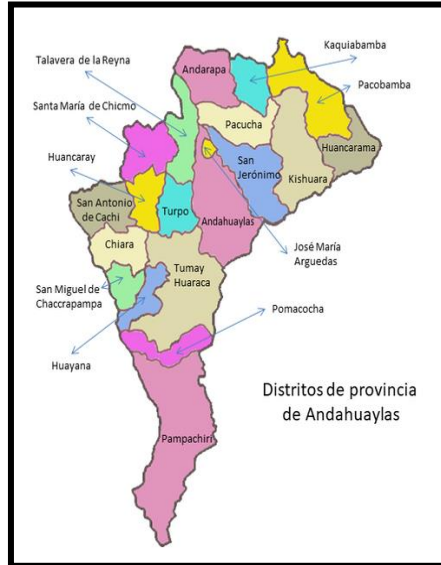 Kaquiabamba
Talavera de la Reyna
Andarapa
Pacobamba
Santa María de Chicmo
Pacucha
Huancarama
Huancaray
San
Jerónimo
Kishuara
San Antonio
de Cachi
Turpo
Andahuaylas
Chiara
José María
Arguedas
Tumay
Huaraca
San Miguel de
Chaccrapampa
Pomacocha
Huayana
Distritos de provincia
de Andahuaylas
Pampachiri